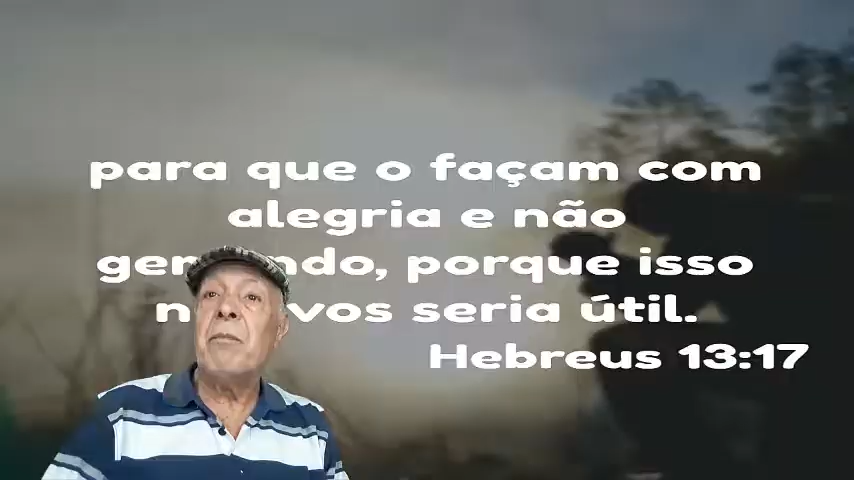 para que o façam com
alegria e não
porque isso
vos seria útil.
Hebreus 13:17